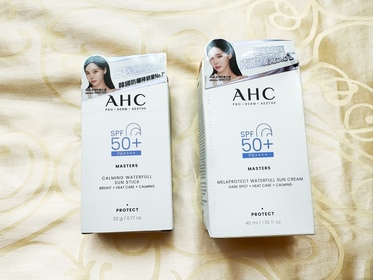 AHC
PRO • DERM • AESTHE
SPF
50+
PA++++
MASTERS
CALMING WATERFULL
SUN STICK
BRIGHT + HEAT CARE + CALMING
PROTECT
22 g / 0.77 oz
AHC
PRO • DERM • AESTHE
SPF
50+
PA++++
MASTERS
MELAPROTECT WATERFULL SUN CREAM
DARK SPOT + HEAT CARE + CALMING
PROTECT
40 ml / 1.35 fl. oz